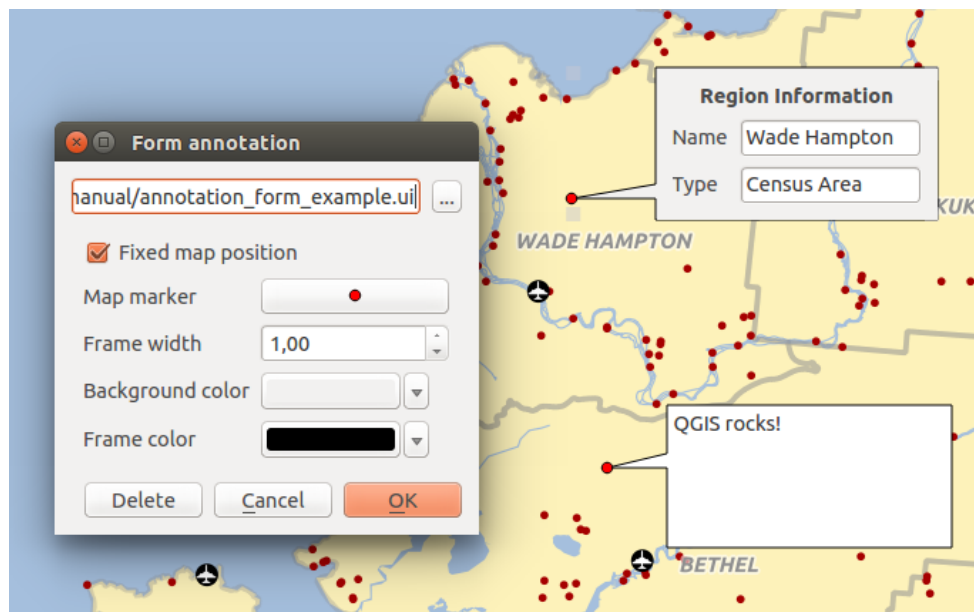 Form annotation
nanual/annotation_form_example.ui
...
Fixed map position
Map marker
Frame width 1,00
Background color
Frame color
Delete Cancel OK
Region Information
Name Wade Hampton
Type Census Area
KUK
WADE HAMPTON
QGIS rocks!
BETHEL